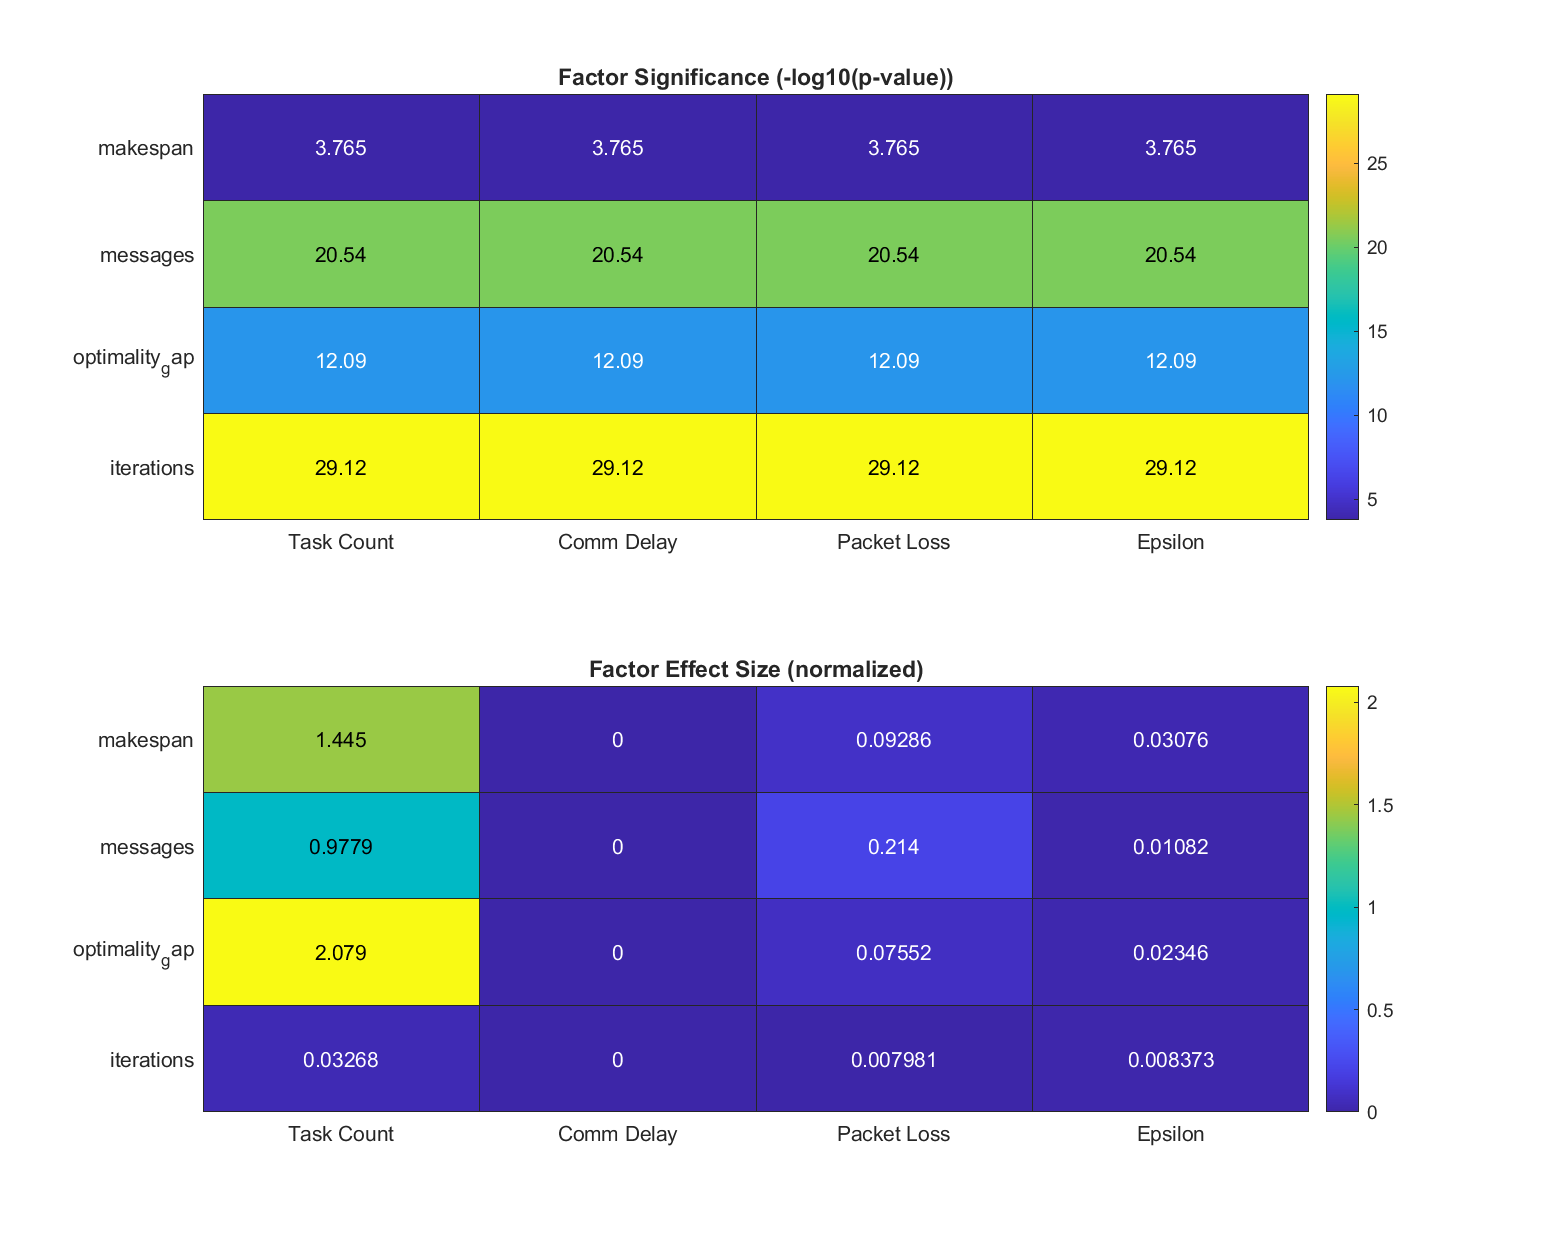 Factor Significance (-log10(p-value))
makespan 3.765 3.765 3.765 3.765
messages 20.54 20.54 20.54 20.54
optimality_gap 12.09 12.09 12.09 12.09
iterations 29.12 29.12 29.12 29.12
Task Count Comm Delay Packet Loss Epsilon
25
20
15
10
5
Factor Effect Size (normalized)
makespan 1.445 0 0.09286 0.03076
messages 0.9779 0 0.214 0.01082
optimality_gap 2.079 0 0.07552 0.02346
iterations 0.03268 0 0.007981 0.008373
Task Count Comm Delay Packet Loss Epsilon
2
1.5
1
0.5
0